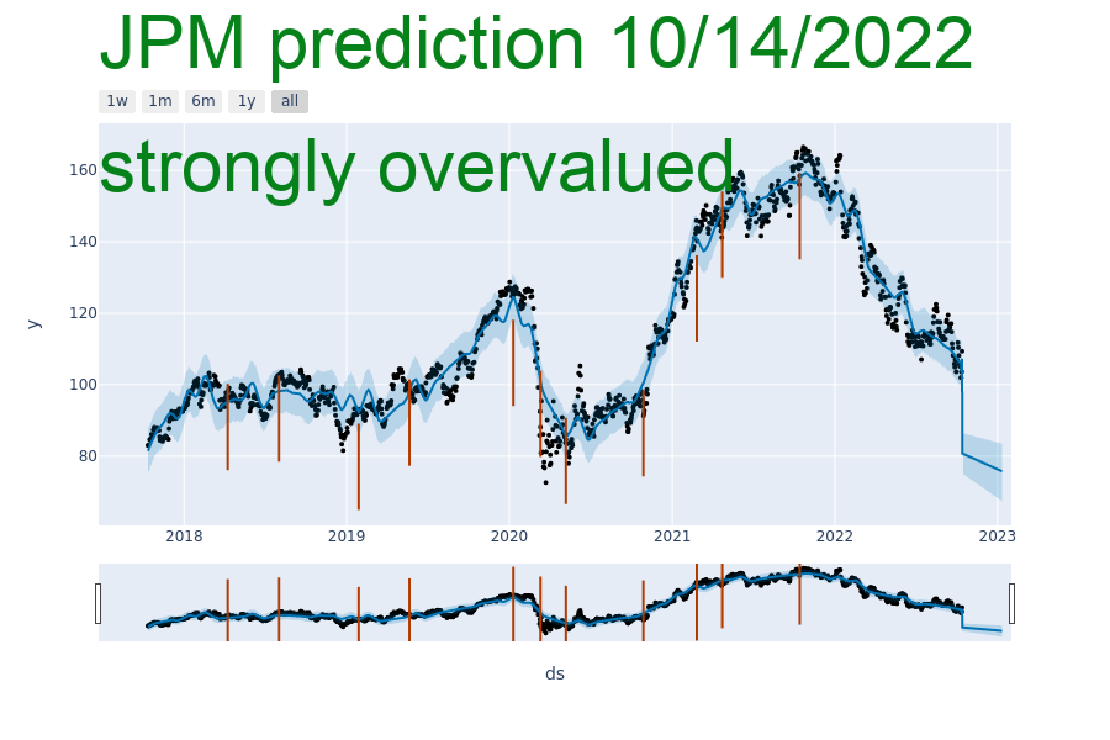 JPM prediction 10/14/2022
1w 1m 6m 1y all
strongly overvalued
160
140
120
100
80
y
2018 2019 2020 2021 2022 2023
ds